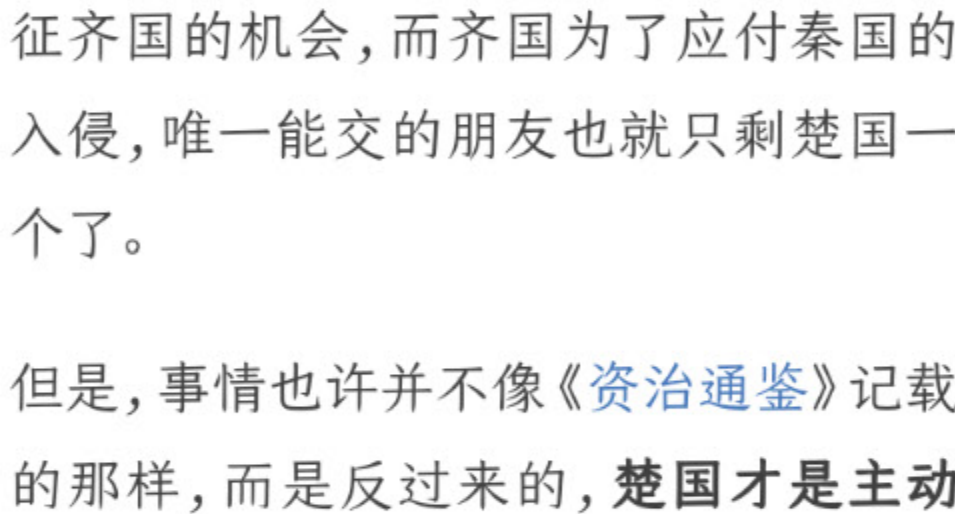 征齐国的机会，而齐国为了应付秦国的
入侵，唯一能交的朋友也就只剩楚国一
个了。
但是，事情也许并不像《资治通鉴》记载
的那样，而是反过来的，楚国才是主动